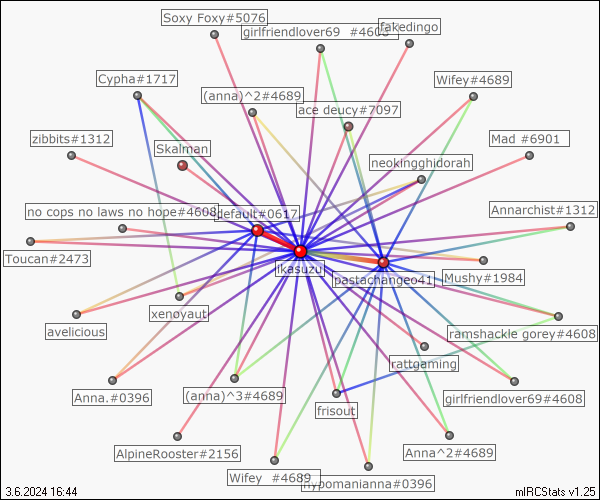 Soxy Foxy#5076
girlfriendlover69 #4608
fakedingo
Cypha#1717
Wifey#4689
(anna)^2#4689
ace deucy#7097
zibbits#1312
Mad #6901
Skalman
neokingghidorah
no cops no laws no hope#4608
default#0617
Annarchist#1312
Toucan#2473
ikasuzu
pastachangeo41
Mushy#1984
xenoyaut
avelicious
ramshackle gorey#4608
rattgaming
Anna.#0396
(anna)^3#4689
girlfriendlover69#4608
frisout
AlpineRooster#2156
Anna^2#4689
Wifey #4689
hypomanianna#0396
3.6.2024 16:44
mIRCStats v1.25